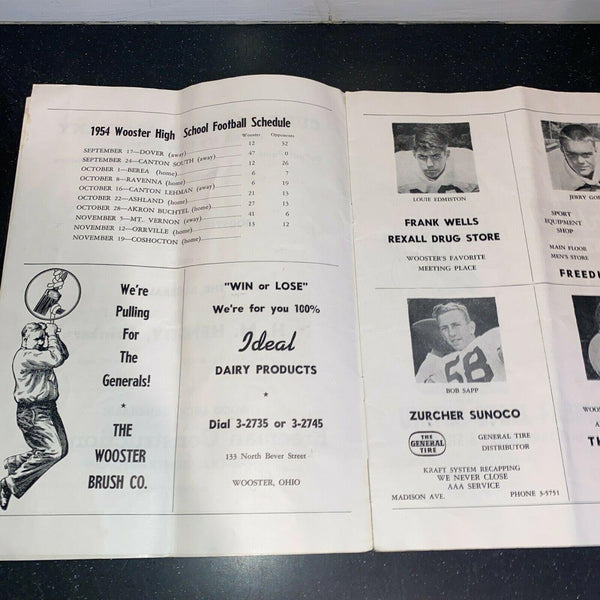 1954 Wooster High School Football Schedule
Wooster Opponents
SEPTEMBER 17—DOVER (away) 12 52
SEPTEMBER 24—CANTON SOUTH (away) 47 0
OCTOBER 1—BEREA (home) 12 26
OCTOBER 8—RAVENNA (home) 6 7
OCTOBER 16—CANTON LEHMAN (away) 6 19
OCTOBER 22—ASHLAND (home) 21 13
OCTOBER 28—AKRON BUCHTEL (home) 27 13
NOVEMBER 5—MT. VERNON (away) 41 6
NOVEMBER 12—ORRVILLE (home) 13 12
NOVEMBER 19—COSHOCTON (home)
We're
Pulling
For
The
Generals!
*
THE
WOOSTER
BRUSH CO.
"WIN or LOSE"
We're for you 100%
Ideal
DAIRY PRODUCTS
*
Dial 3-2735 or 3-2745
133 North Bever Street
WOOSTER, OHIO
LOUIE EDMISTON
FRANK WELLS
REXALL DRUG STORE
WOOSTER'S FAVORITE
MEETING PLACE
58
BOB SAPP
ZURCHER SUNOCO
THE
GENERAL
TIRE
GENERAL TIRE
DISTRIBUTOR
KRAFT SYSTEM RECAPPING
WE NEVER CLOSE
AAA SERVICE
MADISON AVE. PHONE 3-5751
JERRY
SPORT
EQUIPMENT
SHOP
MAIN FLOOR
MEN'S STORE